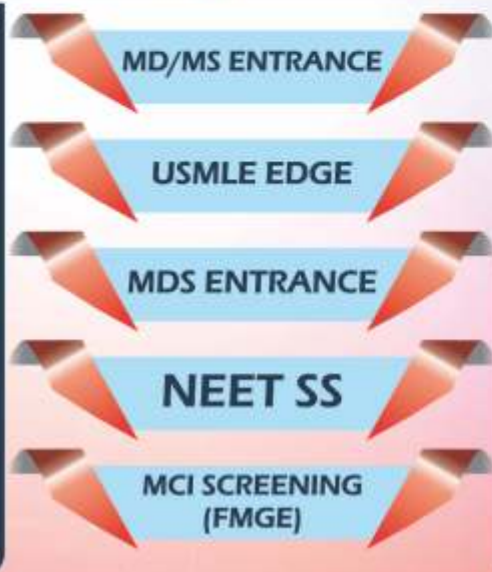 MD/MS ENTRANCE
USMLE EDGE
MDS ENTRANCE
NEET SS
MCI SCREENING
(FMGE)